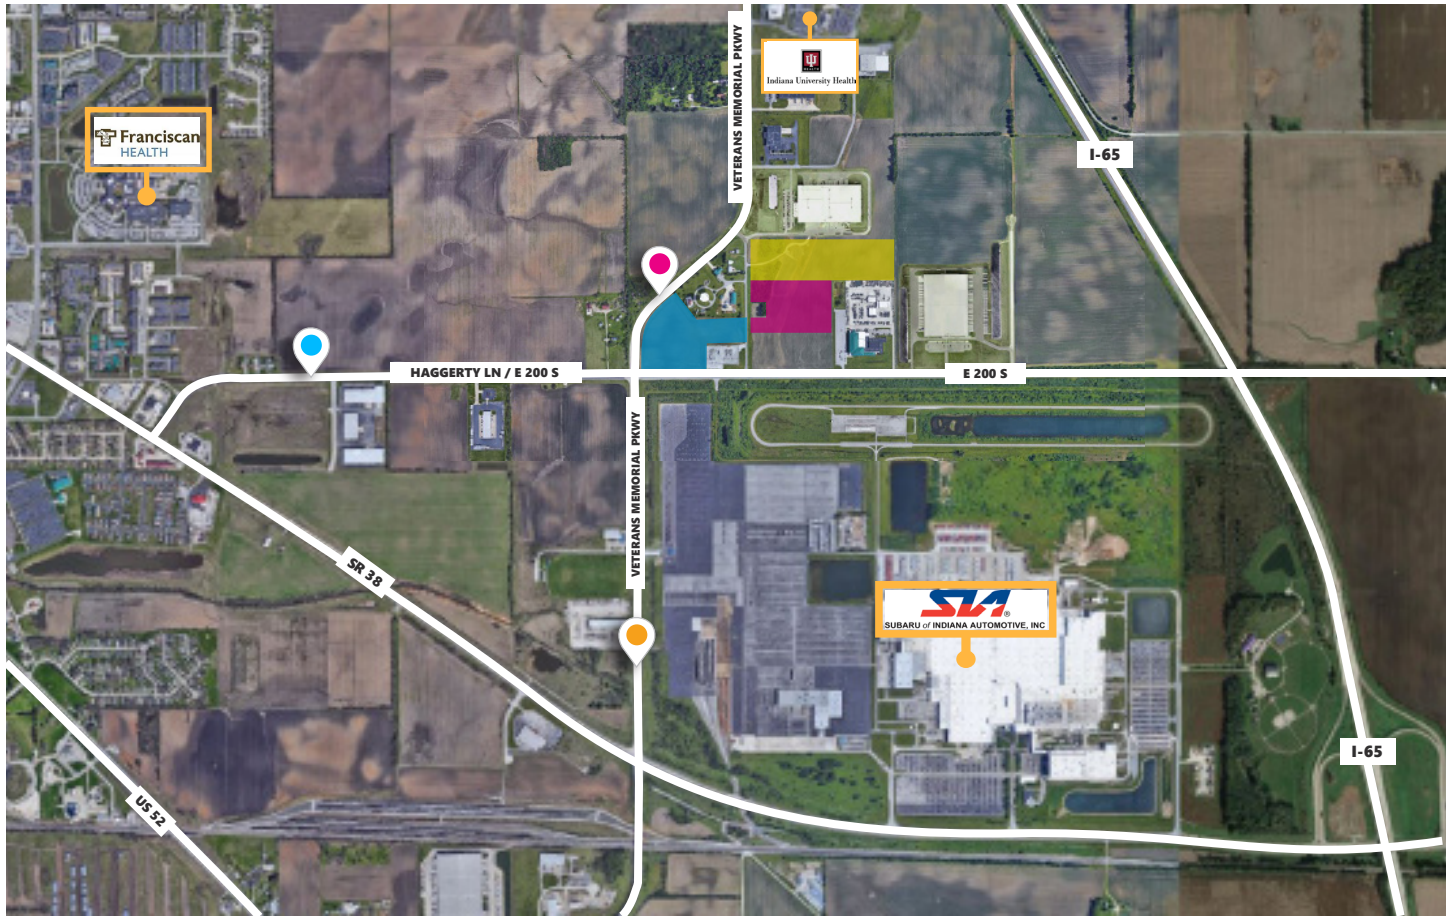 VETERANS MEMORIAL PKWY
Indiana University Health
Franciscan
HEALTH
I-65
HAGGERTY LN / E 200 S
E 200 S
VETERANS MEMORIAL PKWY
SR 38
SIA®
SUBARU of INDIANA AUTOMOTIVE, INC
I-65
US 52